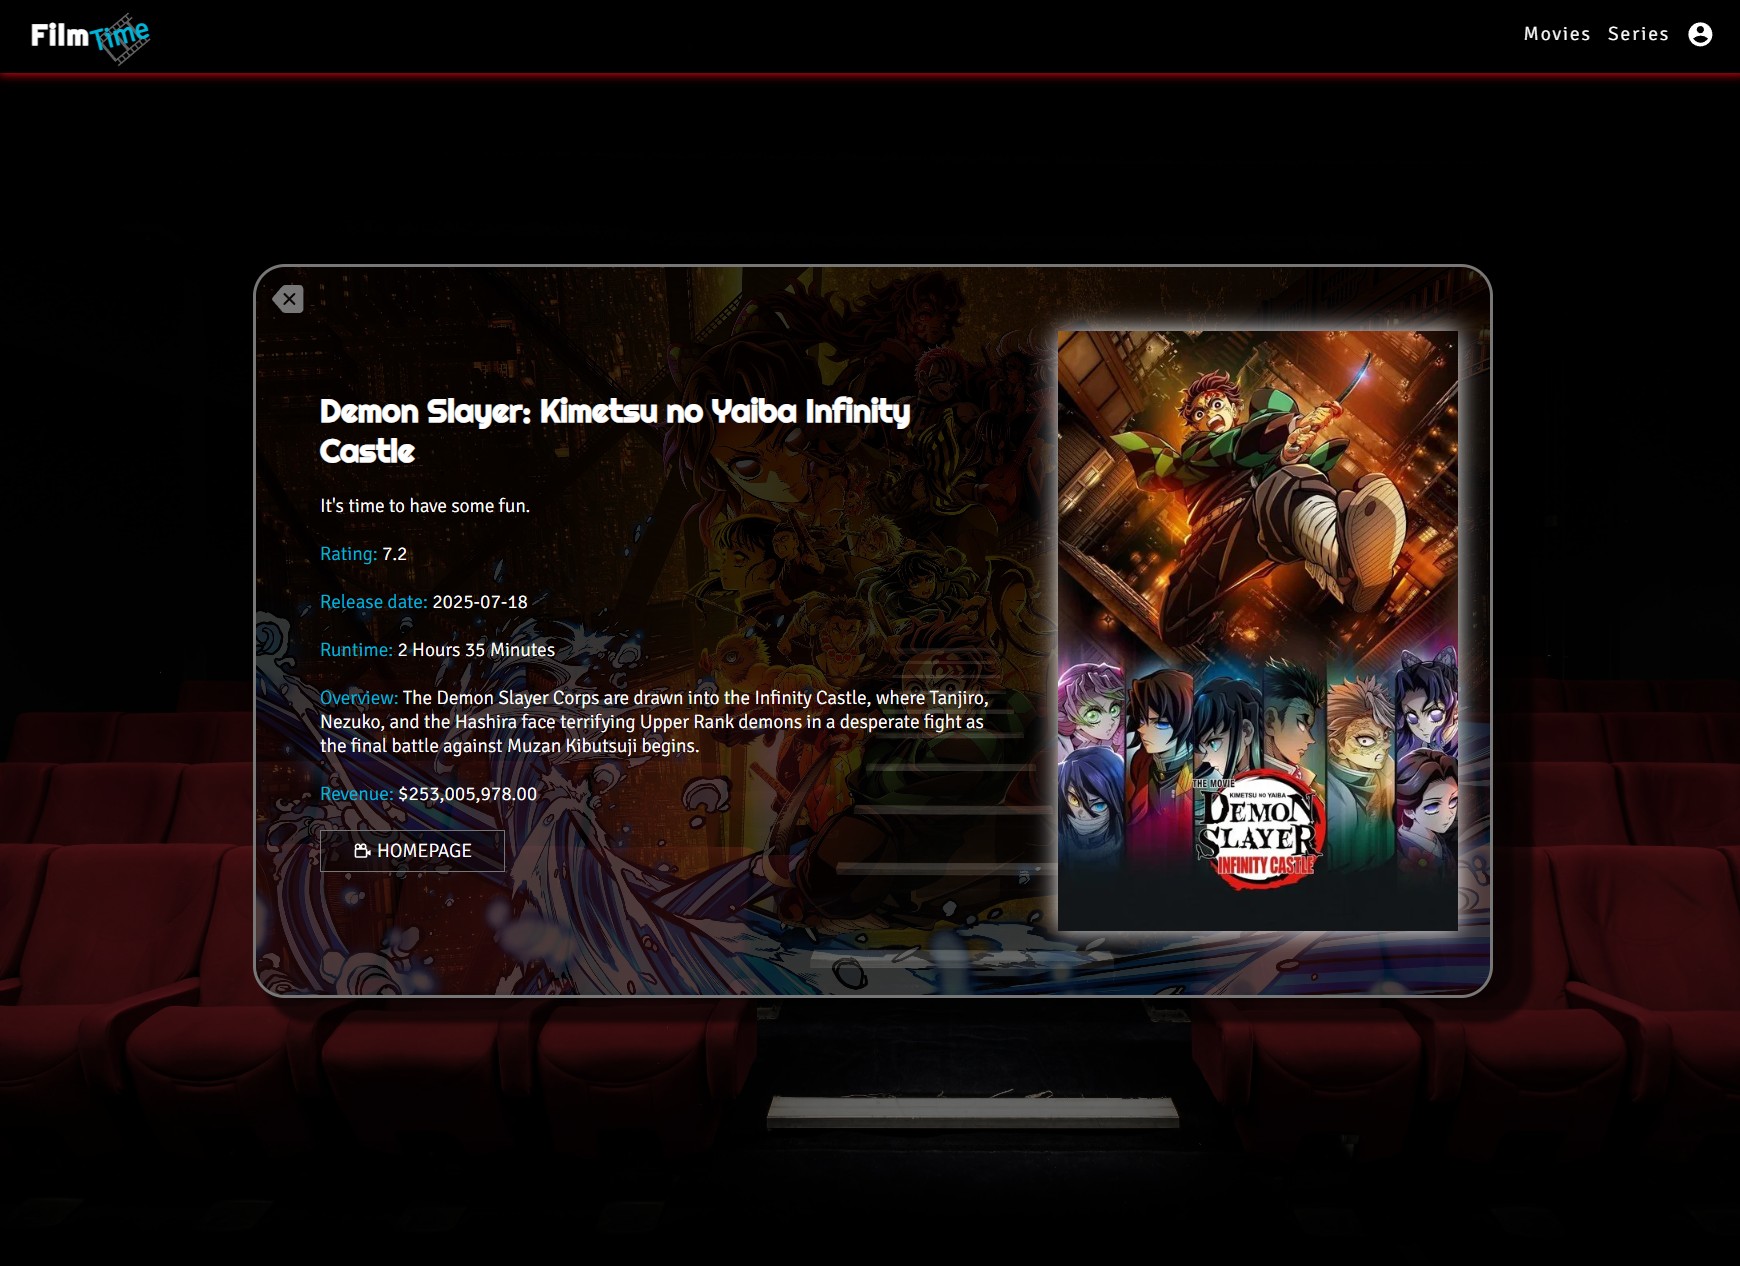 FilmTime
Movies Series
Demon Slayer: Kimetsu no Yaiba Infinity
Castle
It's time to have some fun.
Rating: 7.2
Release date: 2025-07-18
Runtime: 2 Hours 35 Minutes
Overview: The Demon Slayer Corps are drawn into the Infinity Castle, where Tanjiro,
Nezuko, and the Hashira face terrifying Upper Rank demons in a desperate fight as
the final battle against Muzan Kibutsuji begins.
Revenue: $253,005,978.00
HOMEPAGE
THE MOVIE
KIMETSU NO YAIBA
DEMON
SLAYER
INFINITY CASTLE